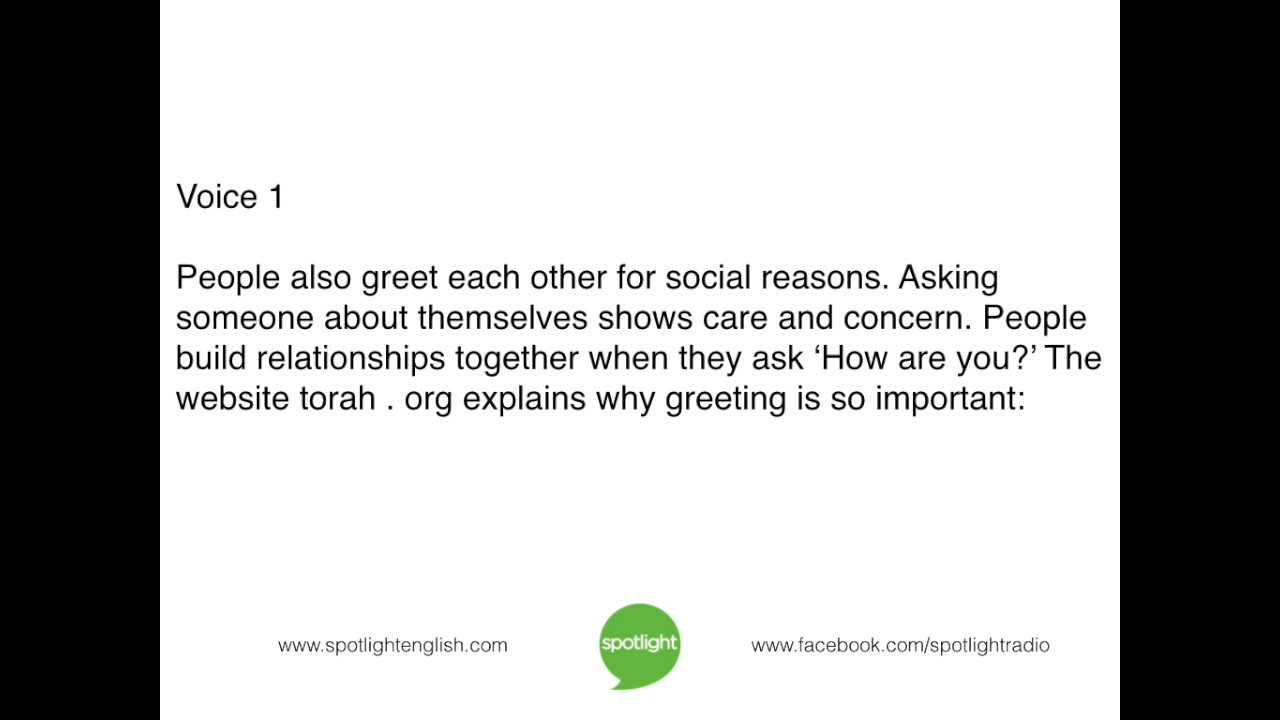 Voice 1
People also greet each other for social reasons. Asking
someone about themselves shows care and concern. People
build relationships together when they ask ‘How are you?’ The
website torah . org explains why greeting is so important:
www.spotlightenglish.com
spotlight
www.facebook.com/spotlightradio